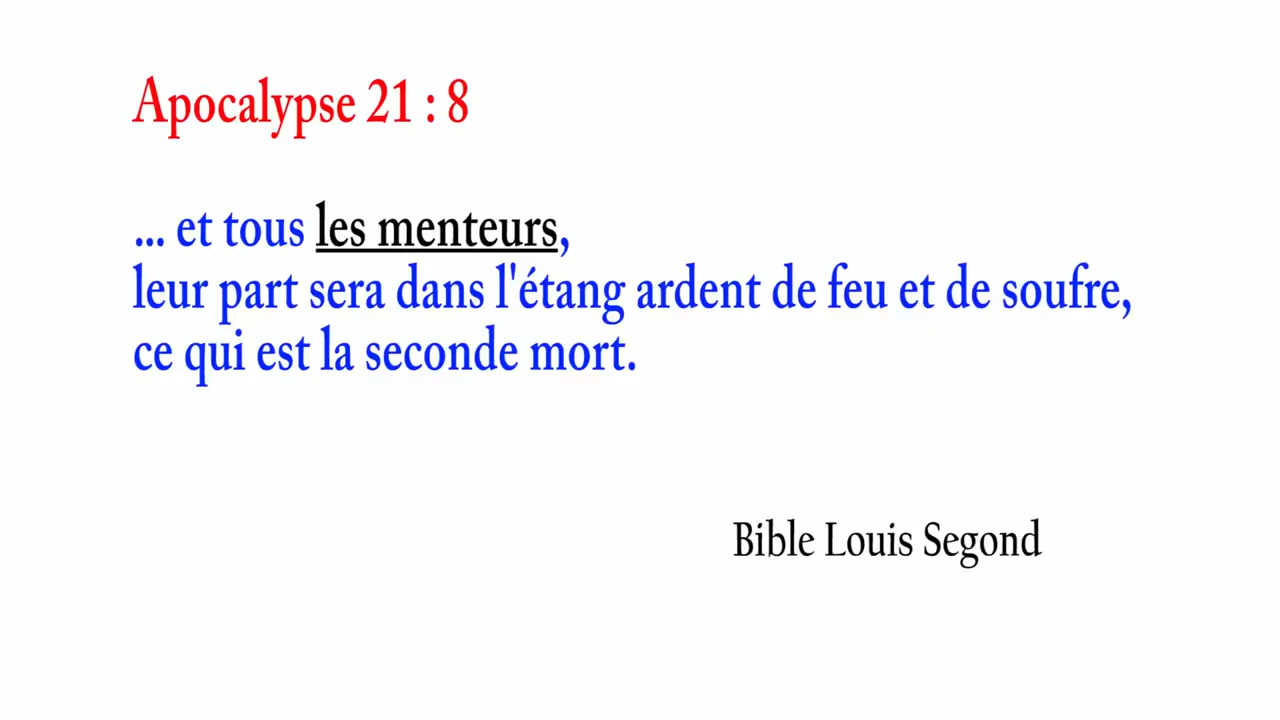 Apocalypse 21 : 8
... et tous les menteurs,
leur part sera dans l'étang ardent de feu et de soufre,
ce qui est la seconde mort.
Bible Louis Segond